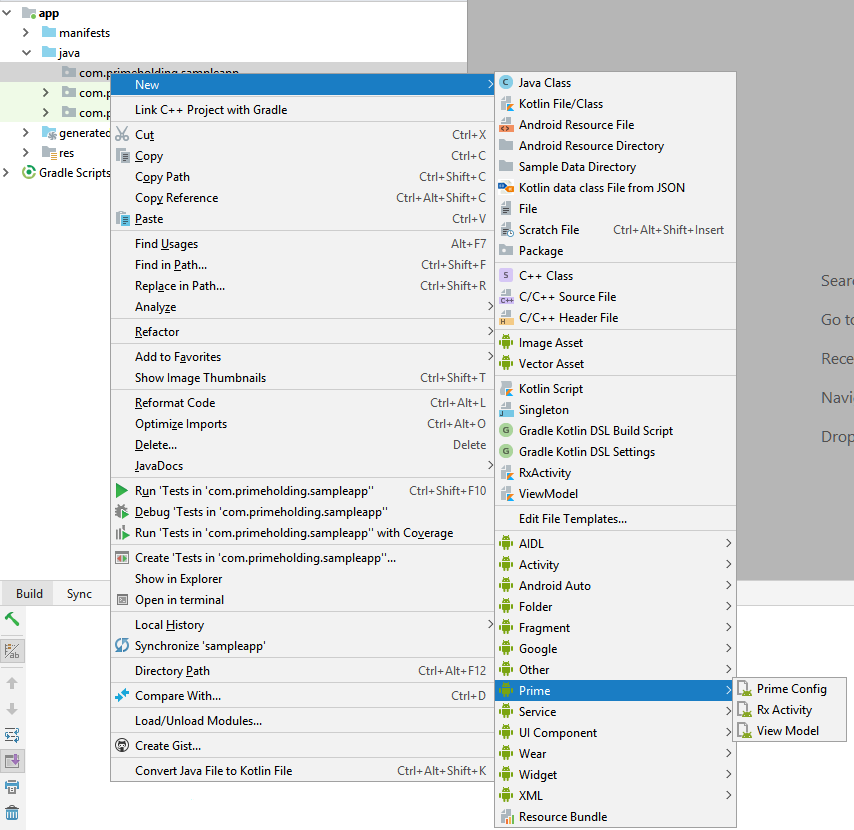 app
manifests
java
com.primeholding.sampleapp
com.p
com.p
generated
res
Gradle Scripts
New
Link C++ Project with Gradle
Cut Ctrl+X
Copy Ctrl+C
Copy Path Ctrl+Shift+C
Copy Reference Ctrl+Alt+Shift+C
Paste Ctrl+V
Find Usages Alt+F7
Find in Path... Ctrl+Shift+F
Replace in Path... Ctrl+Shift+R
Analyze
Refactor
Add to Favorites
Show Image Thumbnails Ctrl+Shift+T
Reformat Code Ctrl+Alt+L
Optimize Imports Ctrl+Alt+O
Delete... Delete
JavaDocs
Run 'Tests in 'com.primeholding.sampleapp'' Ctrl+Shift+F10
Debug 'Tests in 'com.primeholding.sampleapp''
Run 'Tests in 'com.primeholding.sampleapp'' with Coverage
Create 'Tests in 'com.primeholding.sampleapp''...
Show in Explorer
Open in terminal
Local History
Synchronize 'sampleapp'
Directory Path Ctrl+Alt+F12
Compare With... Ctrl+D
Load/Unload Modules...
Create Gist...
Convert Java File to Kotlin File Ctrl+Alt+Shift+K
Java Class
Kotlin File/Class
Android Resource File
Android Resource Directory
Sample Data Directory
Kotlin data class File from JSON
File
Scratch File Ctrl+Alt+Shift+Insert
Package
C++ Class
C/C++ Source File
C/C++ Header File
Image Asset
Vector Asset
Kotlin Script
Singleton
Gradle Kotlin DSL Build Script
Gradle Kotlin DSL Settings
RxActivity
ViewModel
Edit File Templates...
AIDL
Activity
Android Auto
Folder
Fragment
Google
Other
Prime
Service
UI Component
Wear
Widget
XML
Resource Bundle
Prime Config
Rx Activity
View Model
Sear
Go to
Rece
Navi
Drop
Build Sync